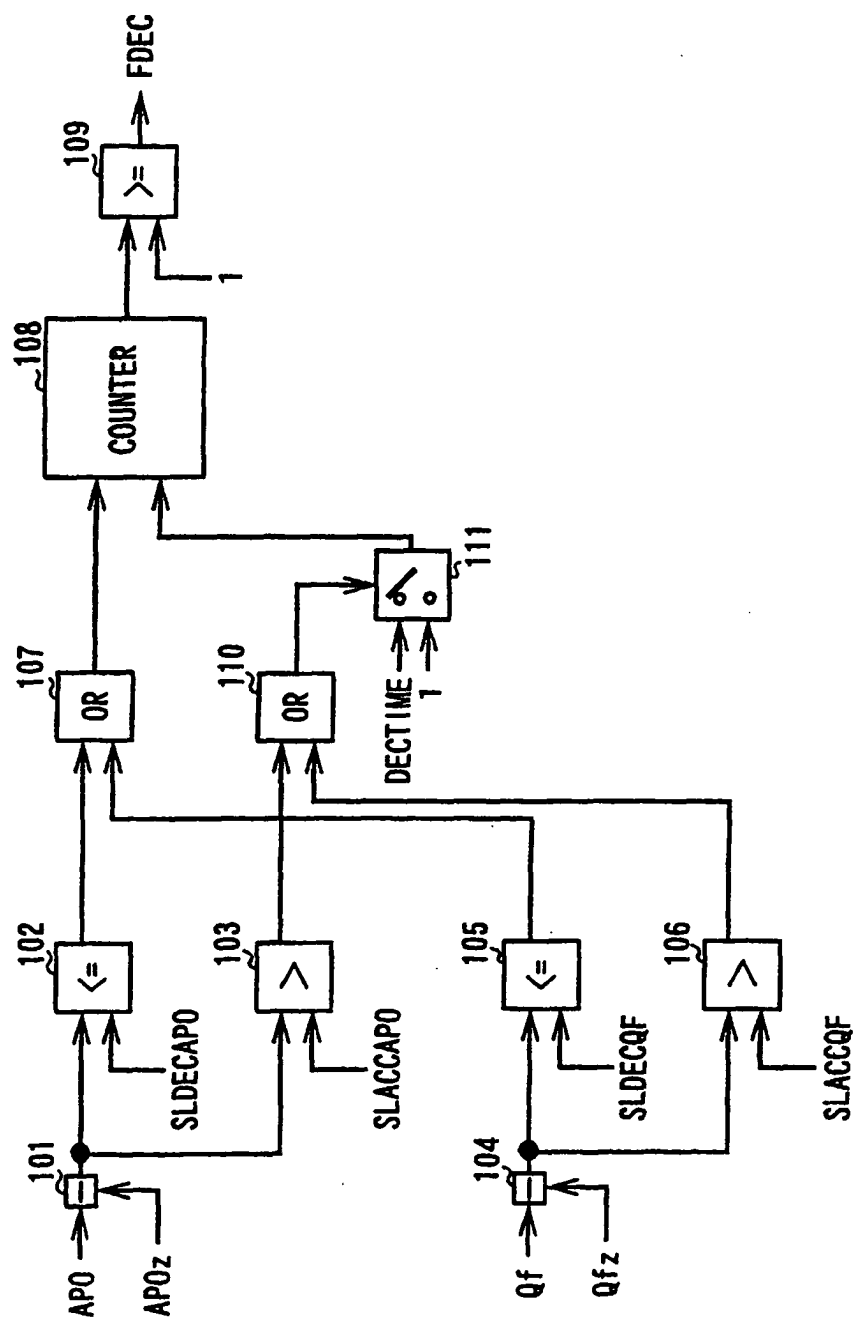 101
APO
APOz
102
<=
SLDECAPO
103
>
SLACCAPO
104
Qf
Qfz
105
<=
SLDECQF
106
>
SLACCQF
107
OR
110
OR
DECTIME
1
111
108
COUNTER
109
>=
1
FDEC